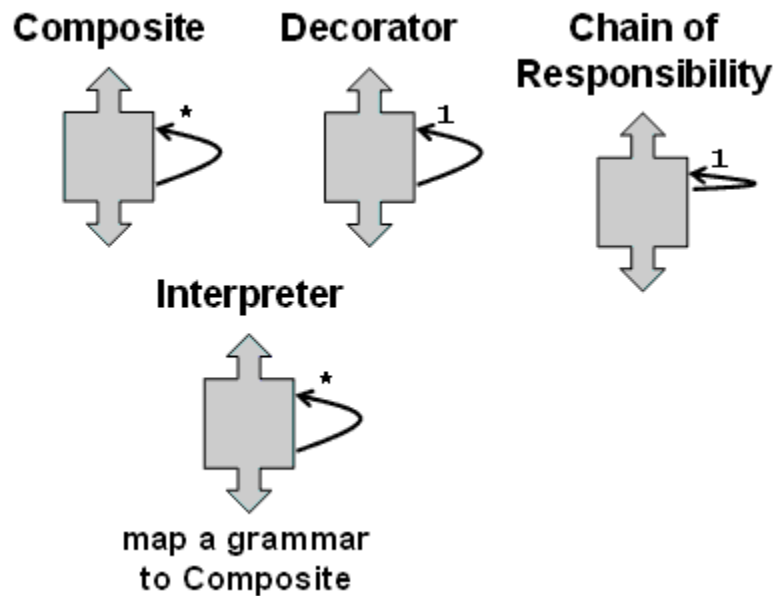 Composite
Decorator
Chain of
Responsibility
*
1
1
Interpreter
*
map a grammar
to Composite